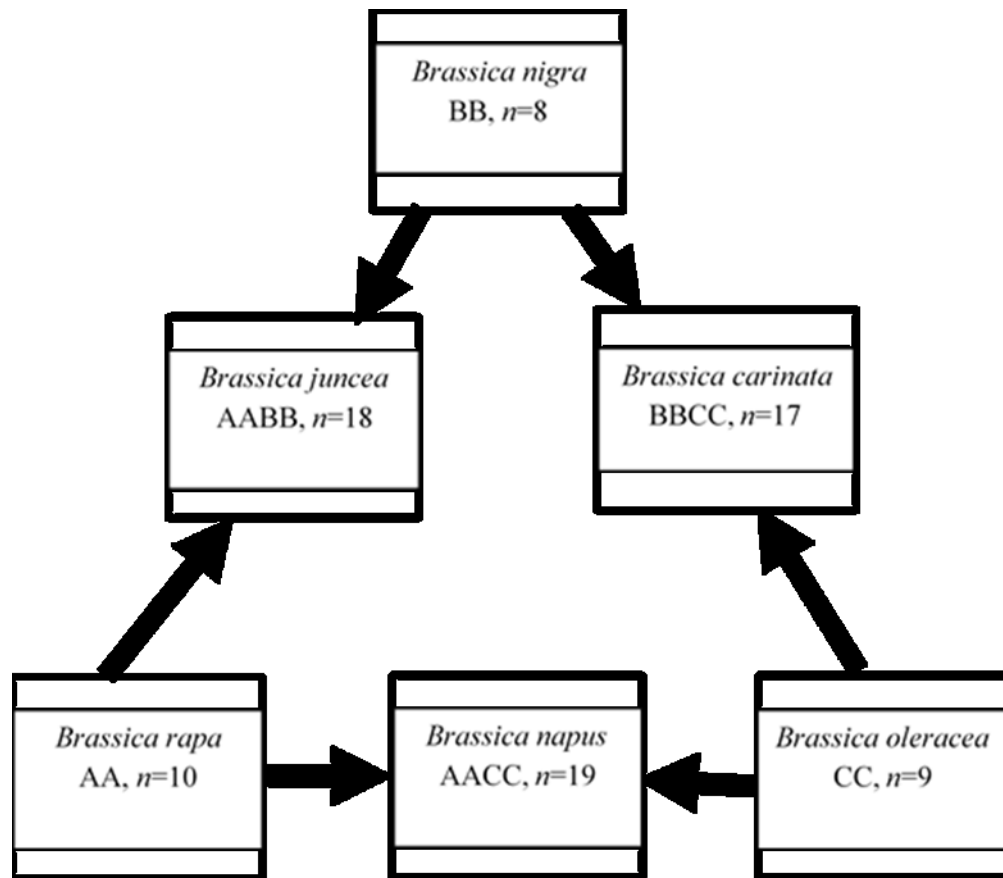 Brassica nigra
BB, n=8
Brassica juncea
AABB, n=18
Brassica carinata
BBCC, n=17
Brassica rapa
AA, n=10
Brassica napus
AACC, n=19
Brassica oleracea
CC, n=9